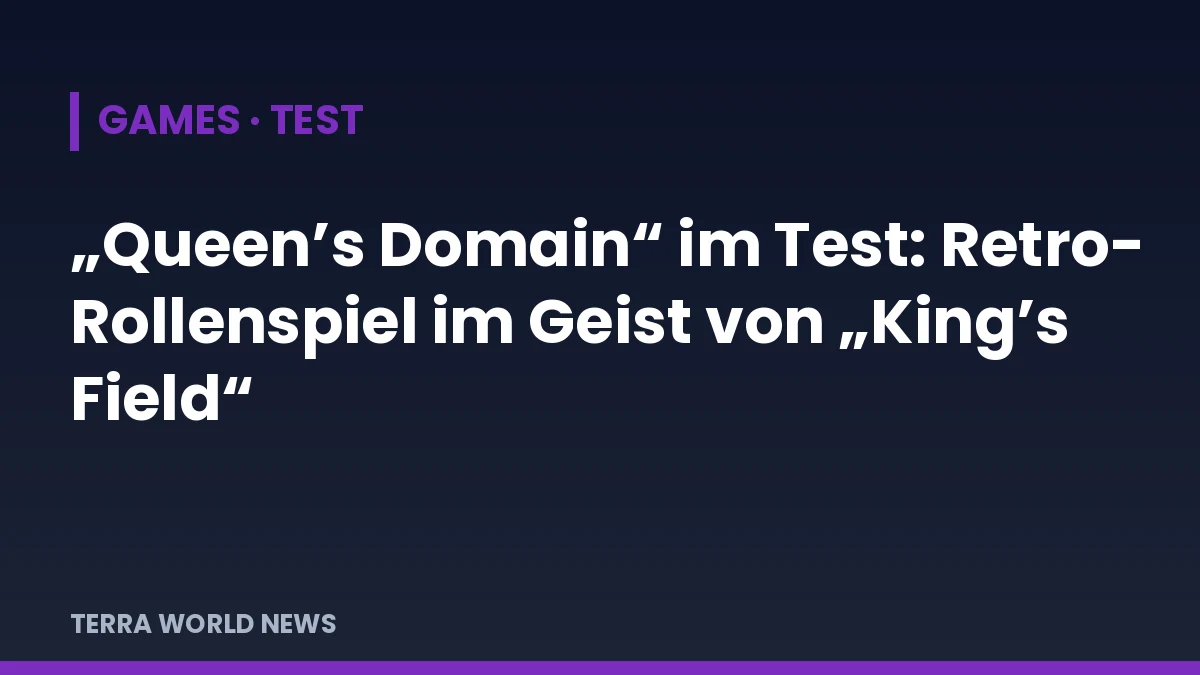 GAMES · TEST
„Queen’s Domain“ im Test: Retro-
Rollenspiel im Geist von „King’s
Field“
TERRA WORLD NEWS